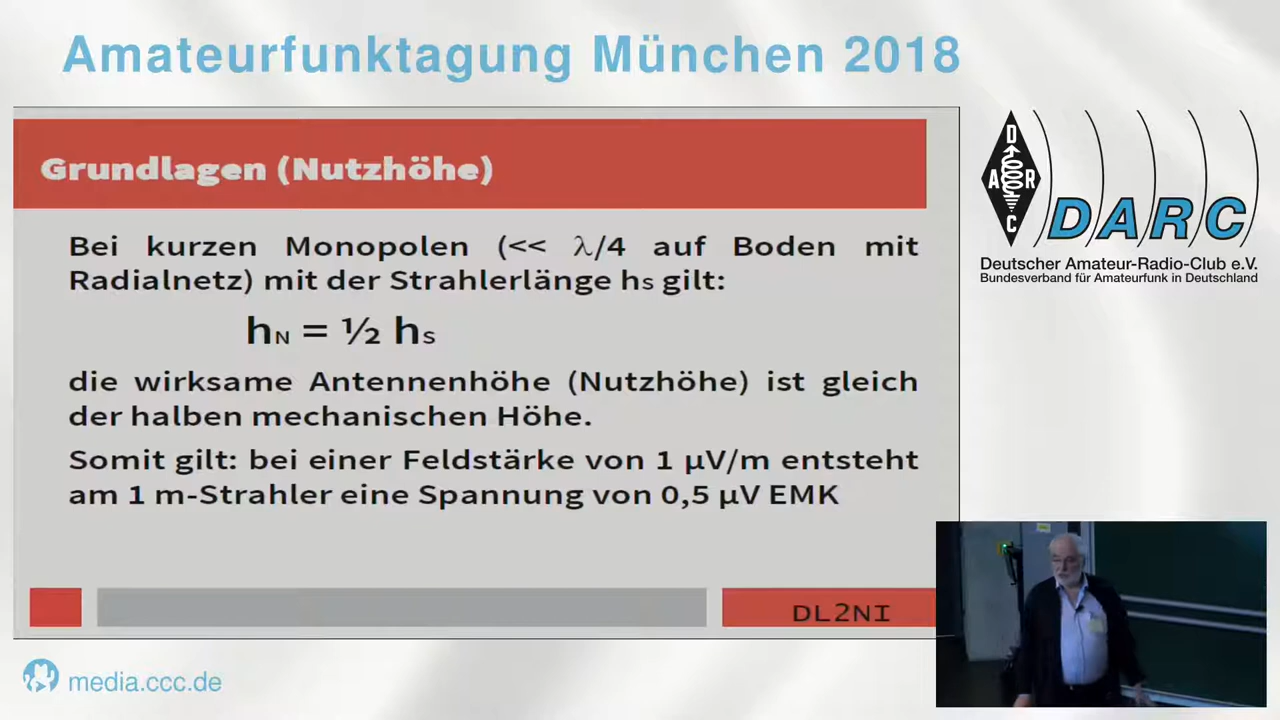 Amateurfunktagung München 2018
Grundlagen (Nutzhöhe)
Bei kurzen Monopolen (<< λ/4 auf Boden mit
Radialnetz) mit der Strahlerlänge hs gilt:
hN = ½ hs
die wirksame Antennenhöhe (Nutzhöhe) ist gleich
der halben mechanischen Höhe.
Somit gilt: bei einer Feldstärke von 1 µV/m entsteht
am 1 m-Strahler eine Spannung von 0,5 µV EMK
DL2NI
D
A R
C
DARC
Deutscher Amateur-Radio-Club e.V.
Bundesverband für Amateurfunk in Deutschland
media.ccc.de